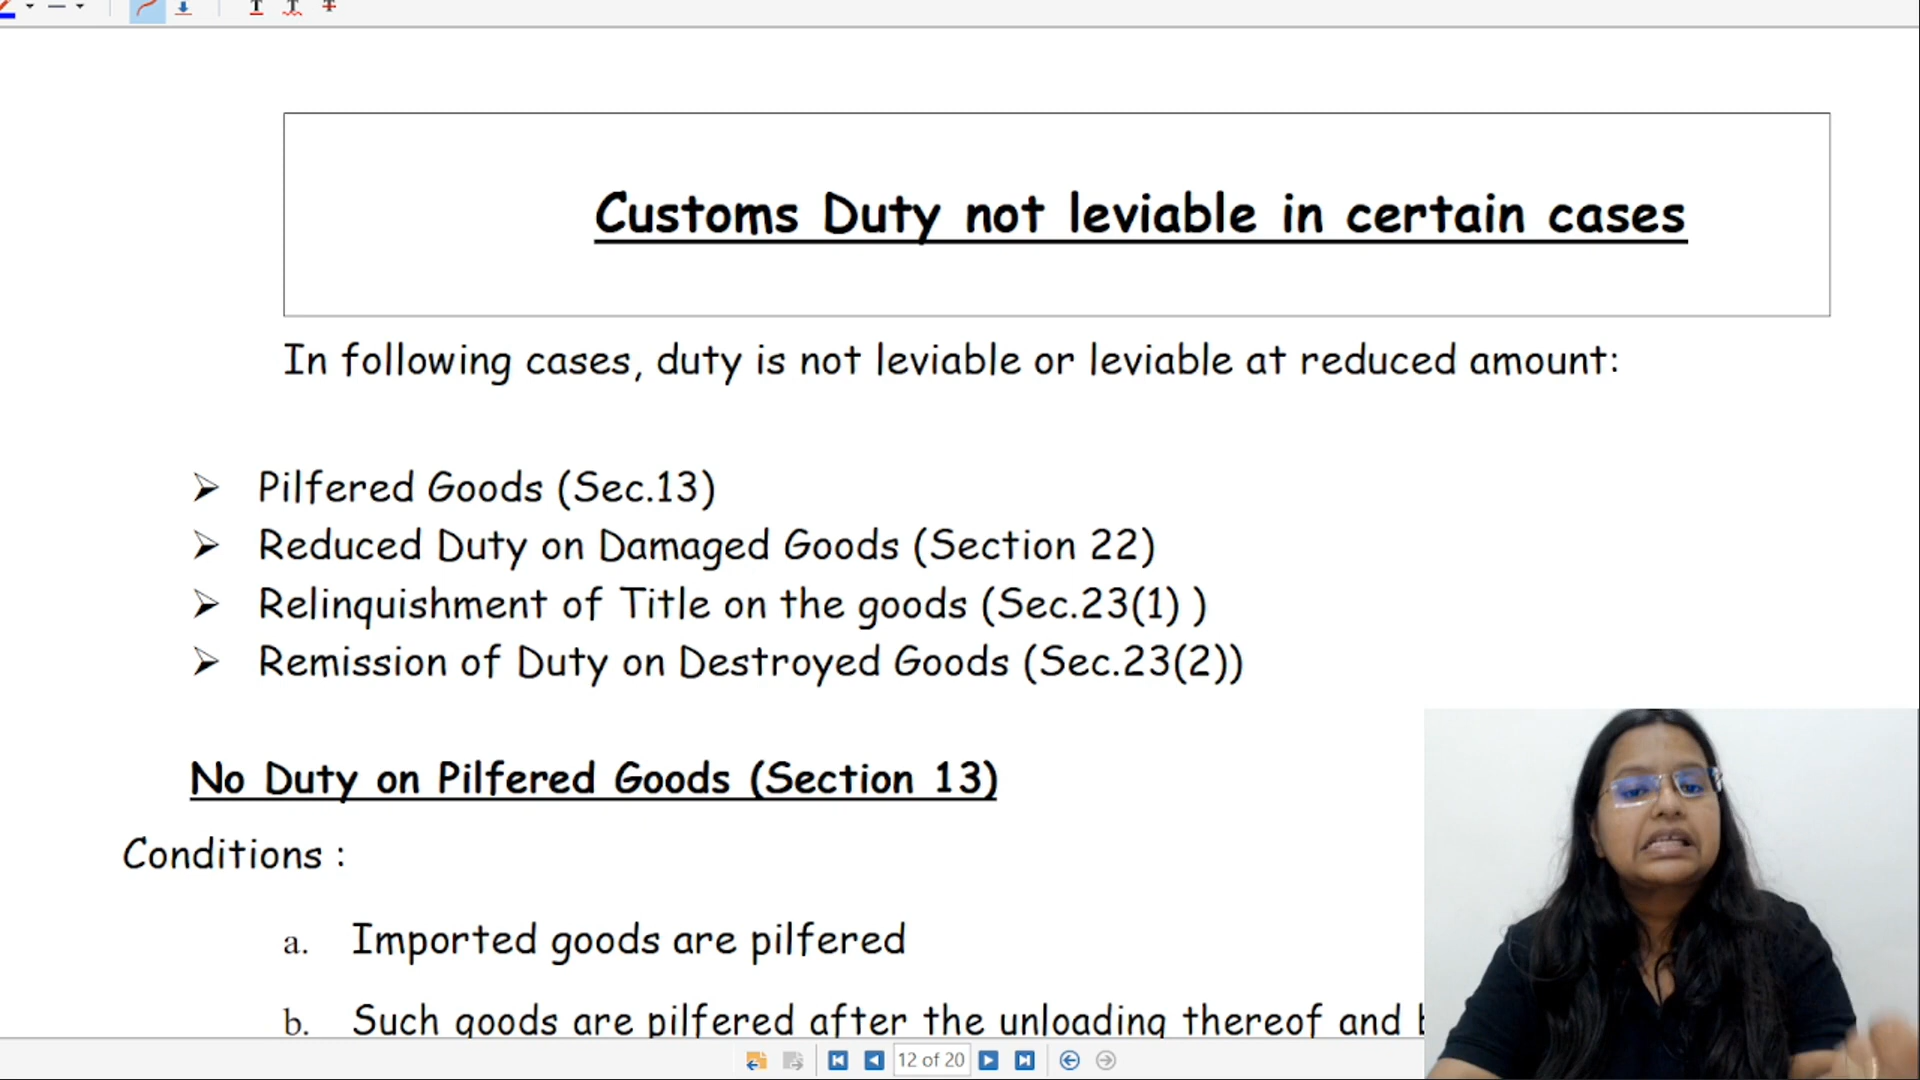 Customs Duty not leviable in certain cases
In following cases, duty is not leviable or leviable at reduced amount:
➢ Pilfered Goods (Sec.13)
➢ Reduced Duty on Damaged Goods (Section 22)
➢ Relinquishment of Title on the goods (Sec.23(1) )
➢ Remission of Duty on Destroyed Goods (Sec.23(2))
No Duty on Pilfered Goods (Section 13)
Conditions :
a. Imported goods are pilfered
b. Such goods are pilfered after the unloading thereof and
12 of 20